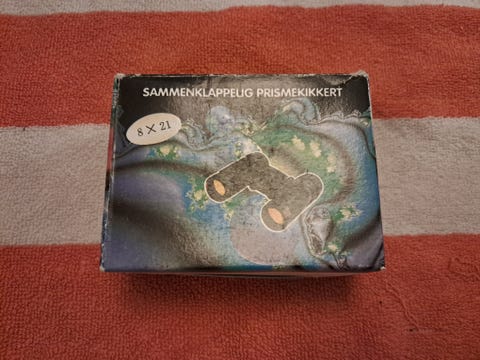 SAMMENKLAPPELIG PRISMEKIKKERT
8 X 21